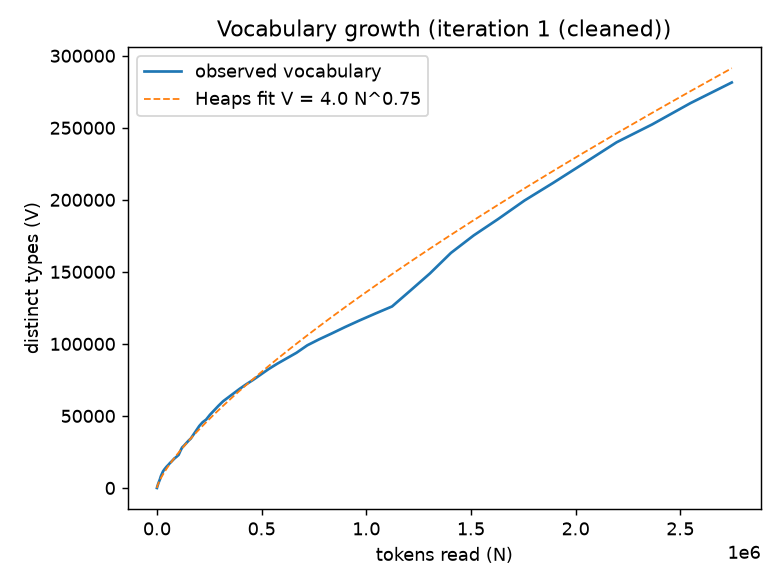 Vocabulary growth (iteration 1 (cleaned))
observed vocabulary
Heaps fit V = 4.0 N^0.75
300000
250000
200000
150000
100000
50000
0
distinct types (V)
0.0 0.5 1.0 1.5 2.0 2.5
1e6
tokens read (N)